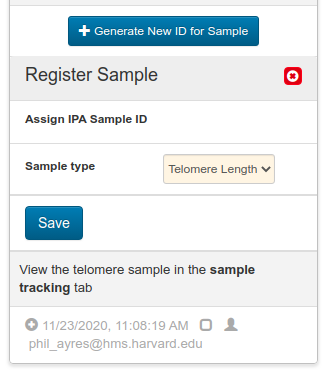 Generate New ID for Sample
Register Sample
Assign IPA Sample ID
Sample type
Telomere Length
Save
View the telomere sample in the sample
tracking tab
11/23/2020, 11:08:19 AM
phil_ayres@hms.harvard.edu